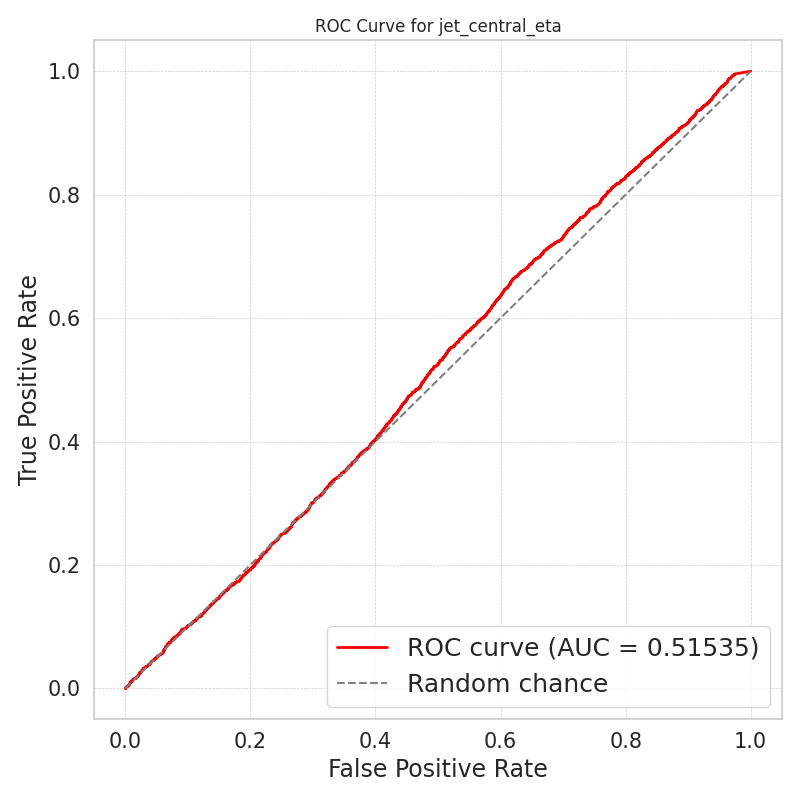 ROC Curve for jet_central_eta
1.0
0.8
0.6
0.4
0.2
0.0
True Positive Rate
ROC curve (AUC = 0.51535)
Random chance
0.0 0.2 0.4 0.6 0.8 1.0
False Positive Rate